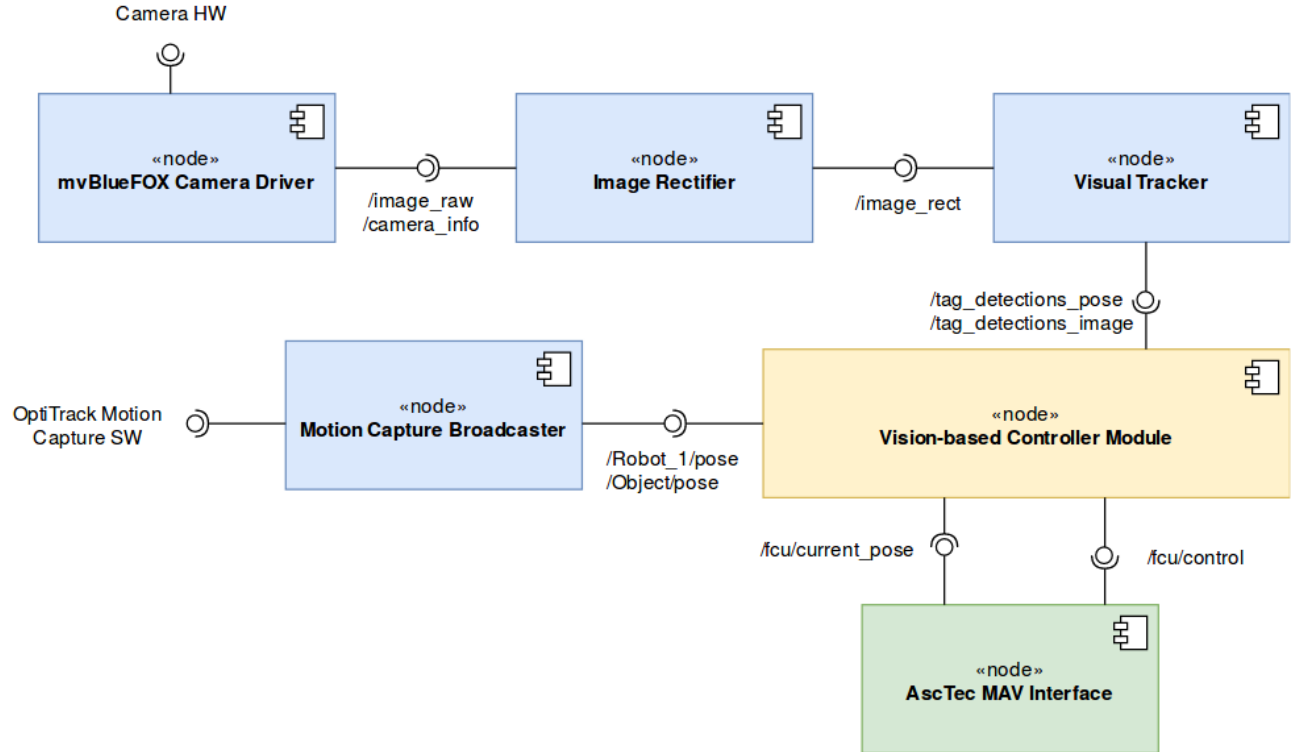 Camera HW
«node»
mvBlueFOX Camera Driver
/image_raw
/camera_info
«node»
Image Rectifier
/image_rect
«node»
Visual Tracker
/tag_detections_pose
/tag_detections_image
OptiTrack Motion
Capture SW
«node»
Motion Capture Broadcaster
/Robot_1/pose
/Object/pose
«node»
Vision-based Controller Module
/fcu/current_pose
/fcu/control
«node»
AscTec MAV Interface